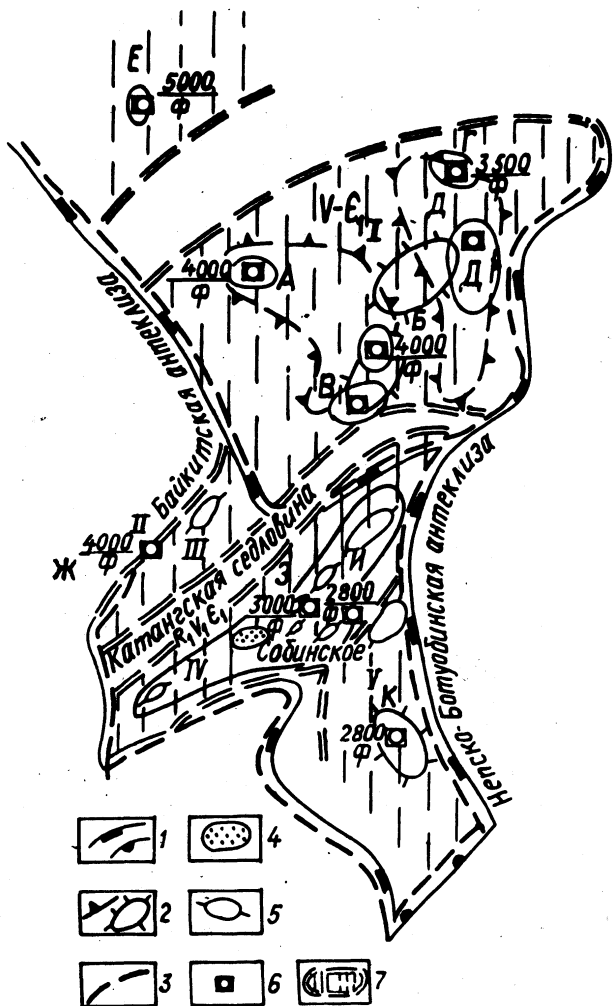 Е
5000
Ф
Г
3500
Ф
V-Є₁
I
Д
Д
4000
Ф
А
Б
4000
Ф
В
Байкитская антеклиза
II
4000
Ф
Ж
III
Катангская седловина
R₁V₁Є₁
З
И
3000
Ф
2800
Ф
Собинское
IV
V
К
2800
Ф
Непско-Ботуобинская антеклиза
1
4
2
5
3
6
7